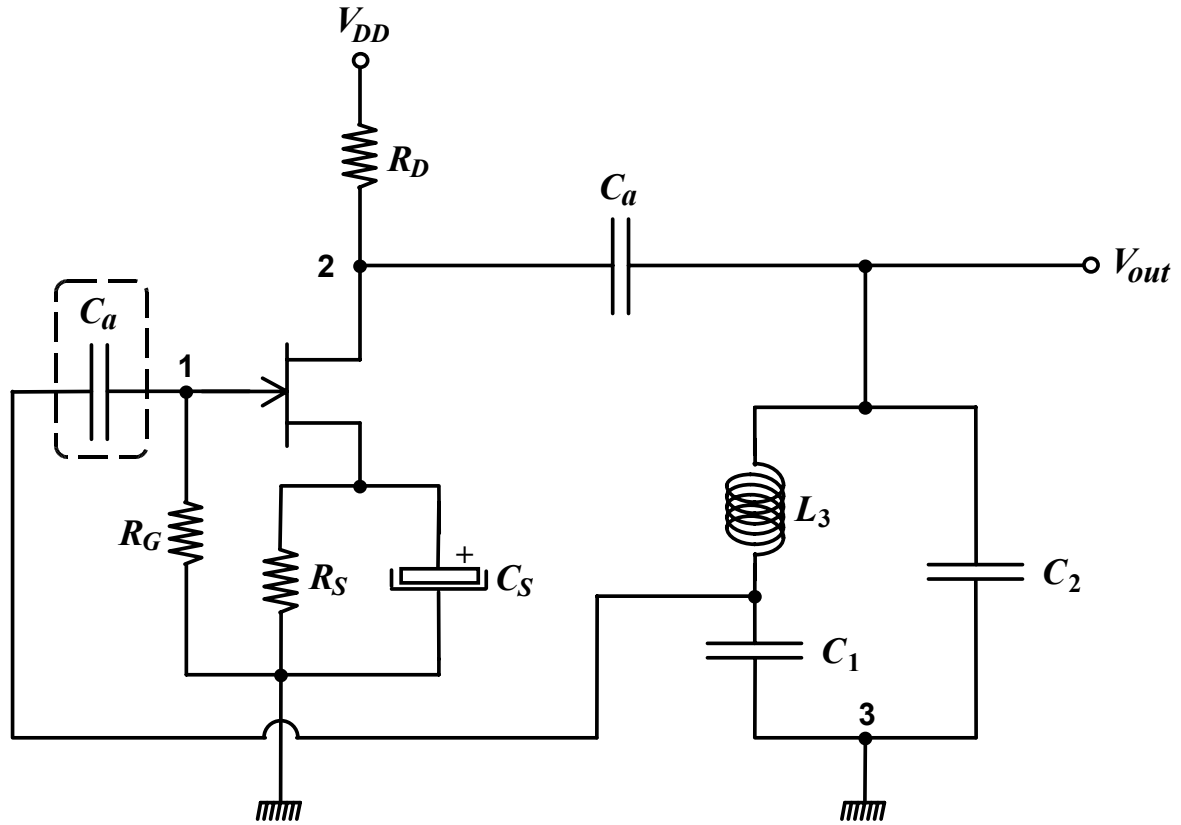 V_DD
R_D
C_a
2
V_out
C_a
1
R_G
R_S
+
C_S
L_3
C_2
C_1
3